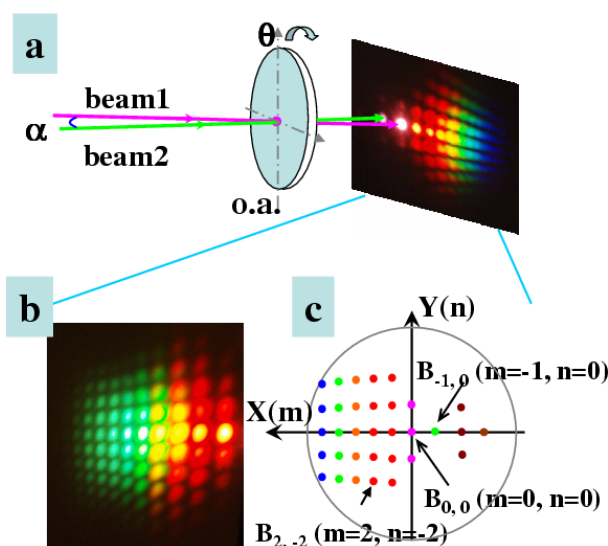 a
θ
beam1
α
beam2
o.a.
b
c
Y(n)
B-1, 0 (m=-1, n=0)
X(m)
B0, 0 (m=0, n=0)
B2, -2 (m=2, n=-2)